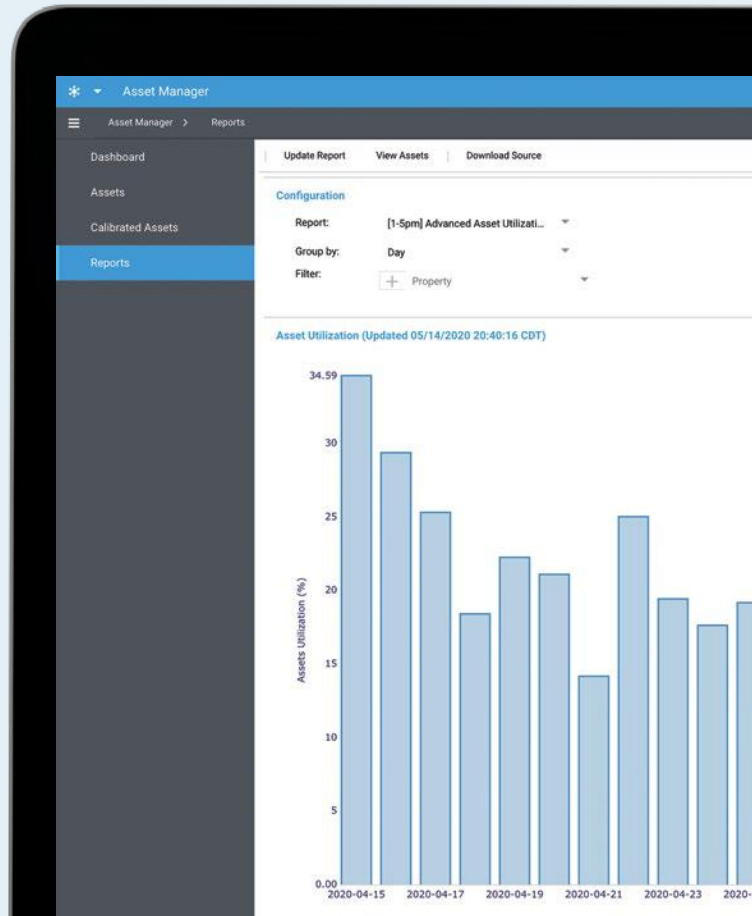 Asset Manager
Asset Manager > Reports
Dashboard
Assets
Calibrated Assets
Reports
Update Report View Assets Download Source
Configuration
Report: [1-5pm] Advanced Asset Utilizati...
Group by: Day
Filter: + Property
Asset Utilization (Updated 05/14/2020 20:40:16 CDT)
Assets Utilization (%)
34.59
30
25
20
15
10
5
0.00
2020-04-15 2020-04-17 2020-04-19 2020-04-21 2020-04-23 2020-